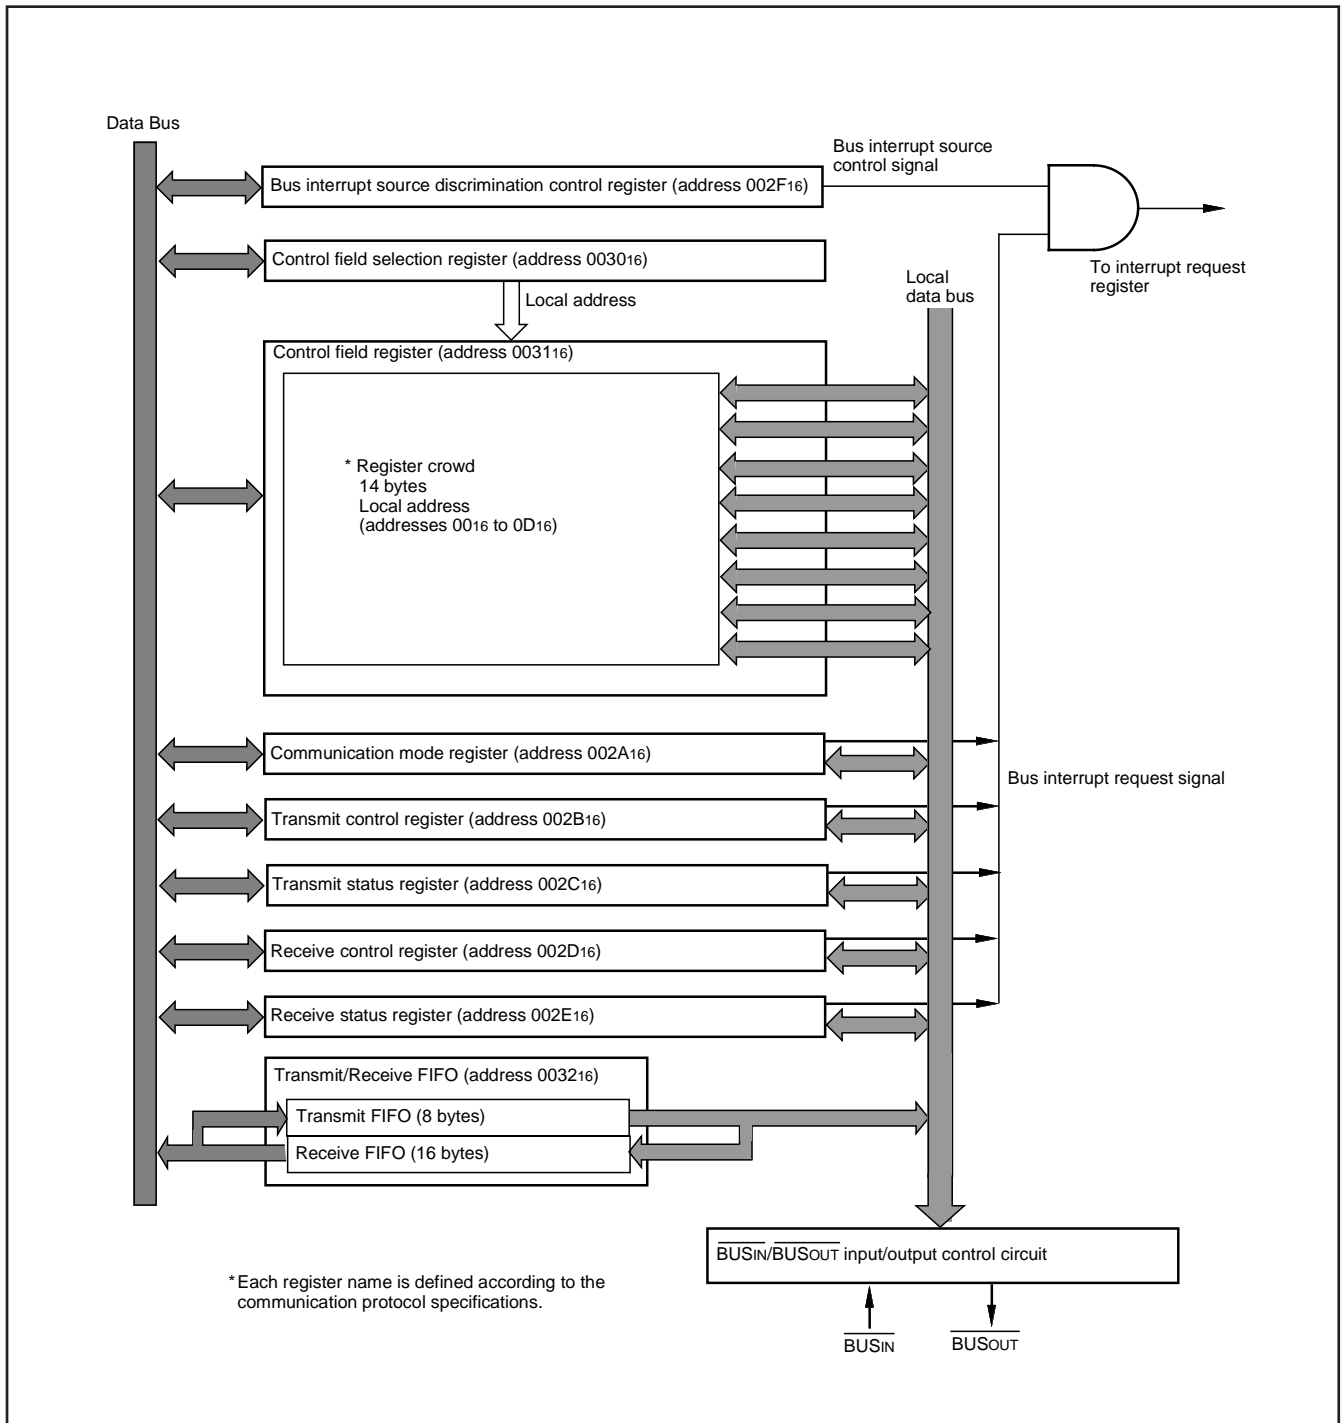 Data Bus
Bus interrupt source
control signal
Bus interrupt source discrimination control register (address 002F16)
To interrupt request
register
Control field selection register (address 003016)
Local address
Local
data bus
Control field register (address 003116)
* Register crowd
14 bytes
Local address
(addresses 0016 to 0D16)
Communication mode register (address 002A16)
Bus interrupt request signal
Transmit control register (address 002B16)
Transmit status register (address 002C16)
Receive control register (address 002D16)
Receive status register (address 002E16)
Transmit/Receive FIFO (address 003216)
Transmit FIFO (8 bytes)
Receive FIFO (16 bytes)
BUSIN/BUSOUT input/output control circuit
BUSIN
BUSOUT
* Each register name is defined according to the
communication protocol specifications.